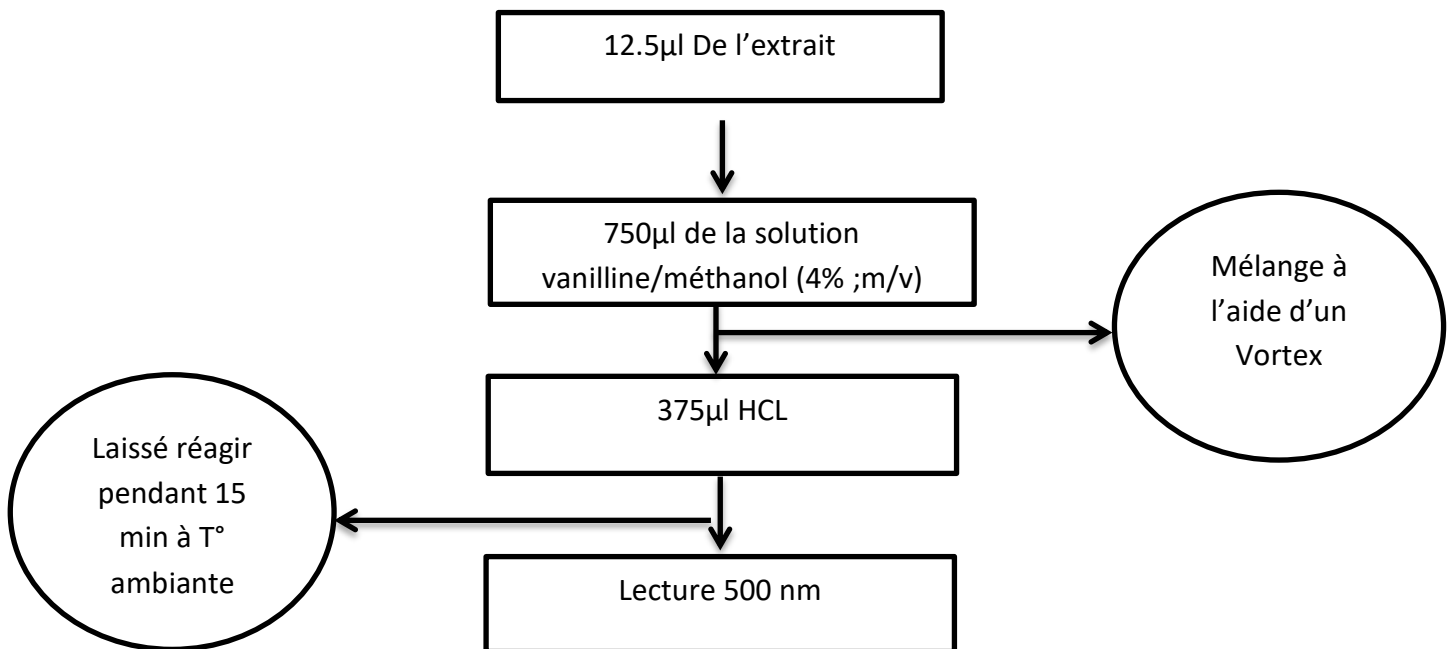 12.5µl De l’extrait
750µl de la solution
vanilline/méthanol (4% ;m/v)
Mélange à
l’aide d’un
Vortex
375µl HCL
Laissé réagir
pendant 15
min à T°
ambiante
Lecture 500 nm